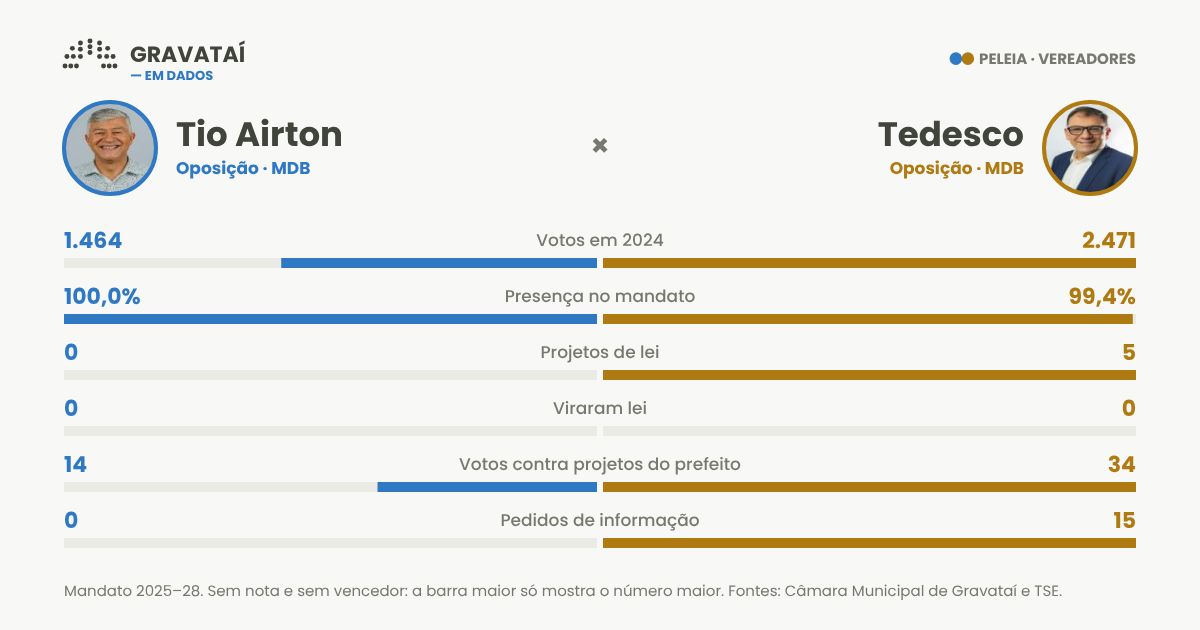 GRAVATAÍ
— EM DADOS
PELEIA · VEREADORES
Tio Airton
Oposição · MDB
×
Tedesco
Oposição · MDB
1.464 Votos em 2024 2.471
100,0% Presença no mandato 99,4%
0 Projetos de lei 5
0 Viraram lei 0
14 Votos contra projetos do prefeito 34
0 Pedidos de informação 15
Mandato 2025–28. Sem nota e sem vencedor: a barra maior só mostra o número maior. Fontes: Câmara Municipal de Gravataí e TSE.